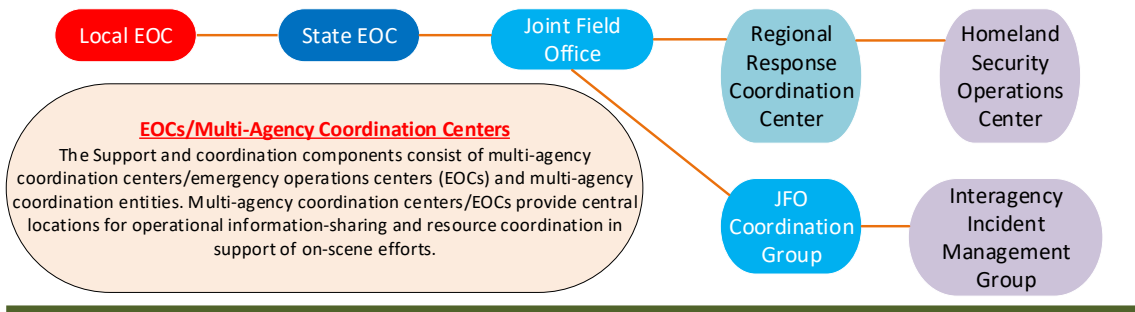 Local EOC
State EOC
Joint Field
Office
Regional
Response
Coordination
Center
Homeland
Security
Operations
Center
EOCs/Multi-Agency Coordination Centers
The Support and coordination components consist of multi-agency
coordination centers/emergency operations centers (EOCs) and multi-agency
coordination entities. Multi-agency coordination centers/EOCs provide central
locations for operational information-sharing and resource coordination in
support of on-scene efforts.
JFO
Coordination
Group
Interagency
Incident
Management
Group